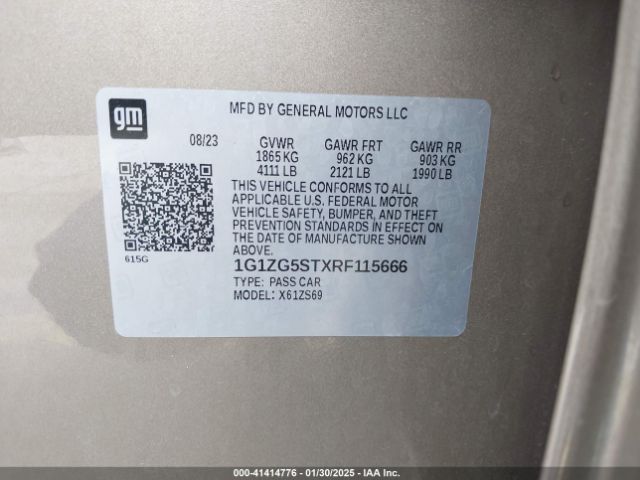 gm
MFD BY GENERAL MOTORS LLC
08/23 GVWR GAWR FRT GAWR RR
1865 KG 962 KG 903 KG
4111 LB 2121 LB 1990 LB
THIS VEHICLE CONFORMS TO ALL
APPLICABLE U.S. FEDERAL MOTOR
VEHICLE SAFETY, BUMPER, AND THEFT
PREVENTION STANDARDS IN EFFECT ON
THE DATE OF MANUFACTURE SHOWN
ABOVE.
615G
1G1ZG5STXRF115666
TYPE: PASS CAR
MODEL: X61ZS69
000-41414776 - 01/30/2025 - IAA Inc.